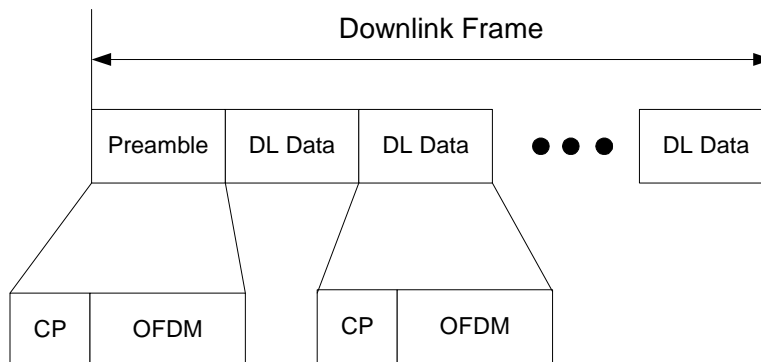 Downlink Frame
Preamble DL Data DL Data DL Data
CP OFDM CP OFDM